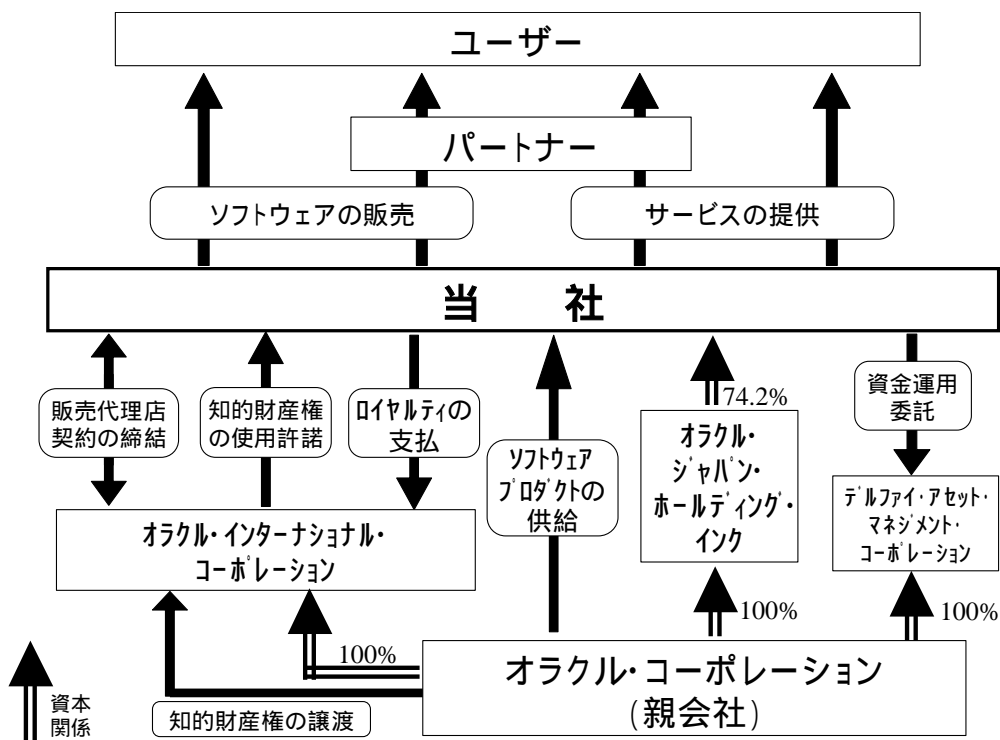 ユーザー
パートナー
ソフトウェアの販売
サービスの提供
当 社
販売代理店
契約の締結
知的財産権
の使用許諾
ロイヤルティの
支払
ソフトウェア
プロダクトの
供給
74.2%
オラクル・
ジャパン・
ホールディング・
インク
資金運用
委託
オラクル・インターナショナル・
コーポレーション
デルファイ・アセット・
マネジメント・
コーポレーション
100%
100%
100%
オラクル・コーポレーション
(親会社)
資本
関係
知的財産権の譲渡